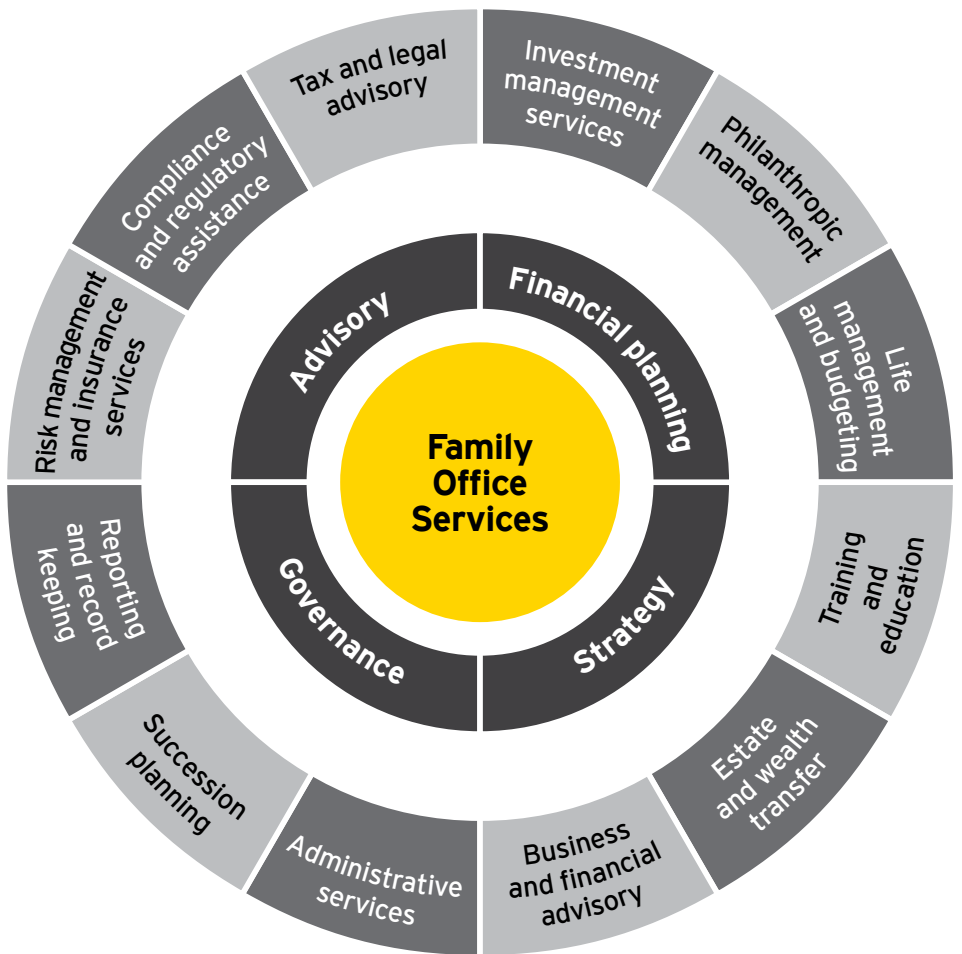 Family
Office
Services
Advisory
Financial planning
Strategy
Governance
Investment
management
services
Philanthropic
management
Life
management
and budgeting
Training
and
education
Estate
and wealth
transfer
Business
and financial
advisory
Administrative
services
Succession
planning
Reporting
and record
keeping
Risk management
and insurance
services
Compliance
and regulatory
assistance
Tax and legal
advisory